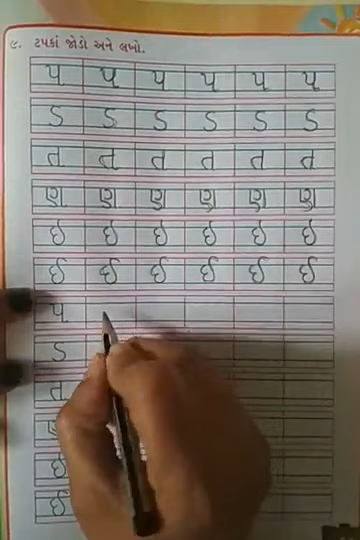 ૯. ટપકાં જોડો અને લખો.
પ પ પ પ પ પ
ડ ડ ડ ડ ડ ડ
ત ત ત ત ત ત
ણ ણ ણ ણ ણ ણ
ઇ ઇ ઇ ઇ ઇ ઇ
ઈ ઈ ઈ ઈ ઈ ઈ
પ
ડ
ત
ણ
ઇ
ઈ